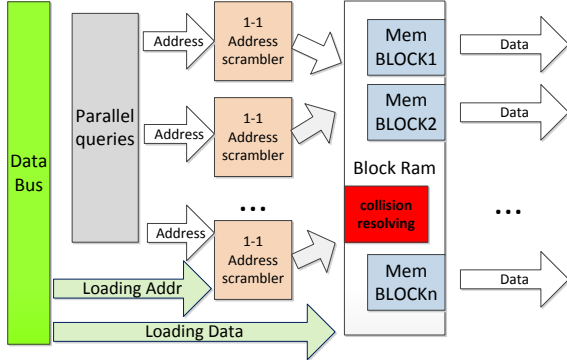 Data
Bus
Parallel
queries
Address
1-1
Address
scrambler
Address
1-1
Address
scrambler
...
Address
1-1
Address
scrambler
Loading Addr
Loading Data
Mem
BLOCK1
Mem
BLOCK2
Block Ram
collision
resolving
Mem
BLOCKn
Data
Data
...
Data